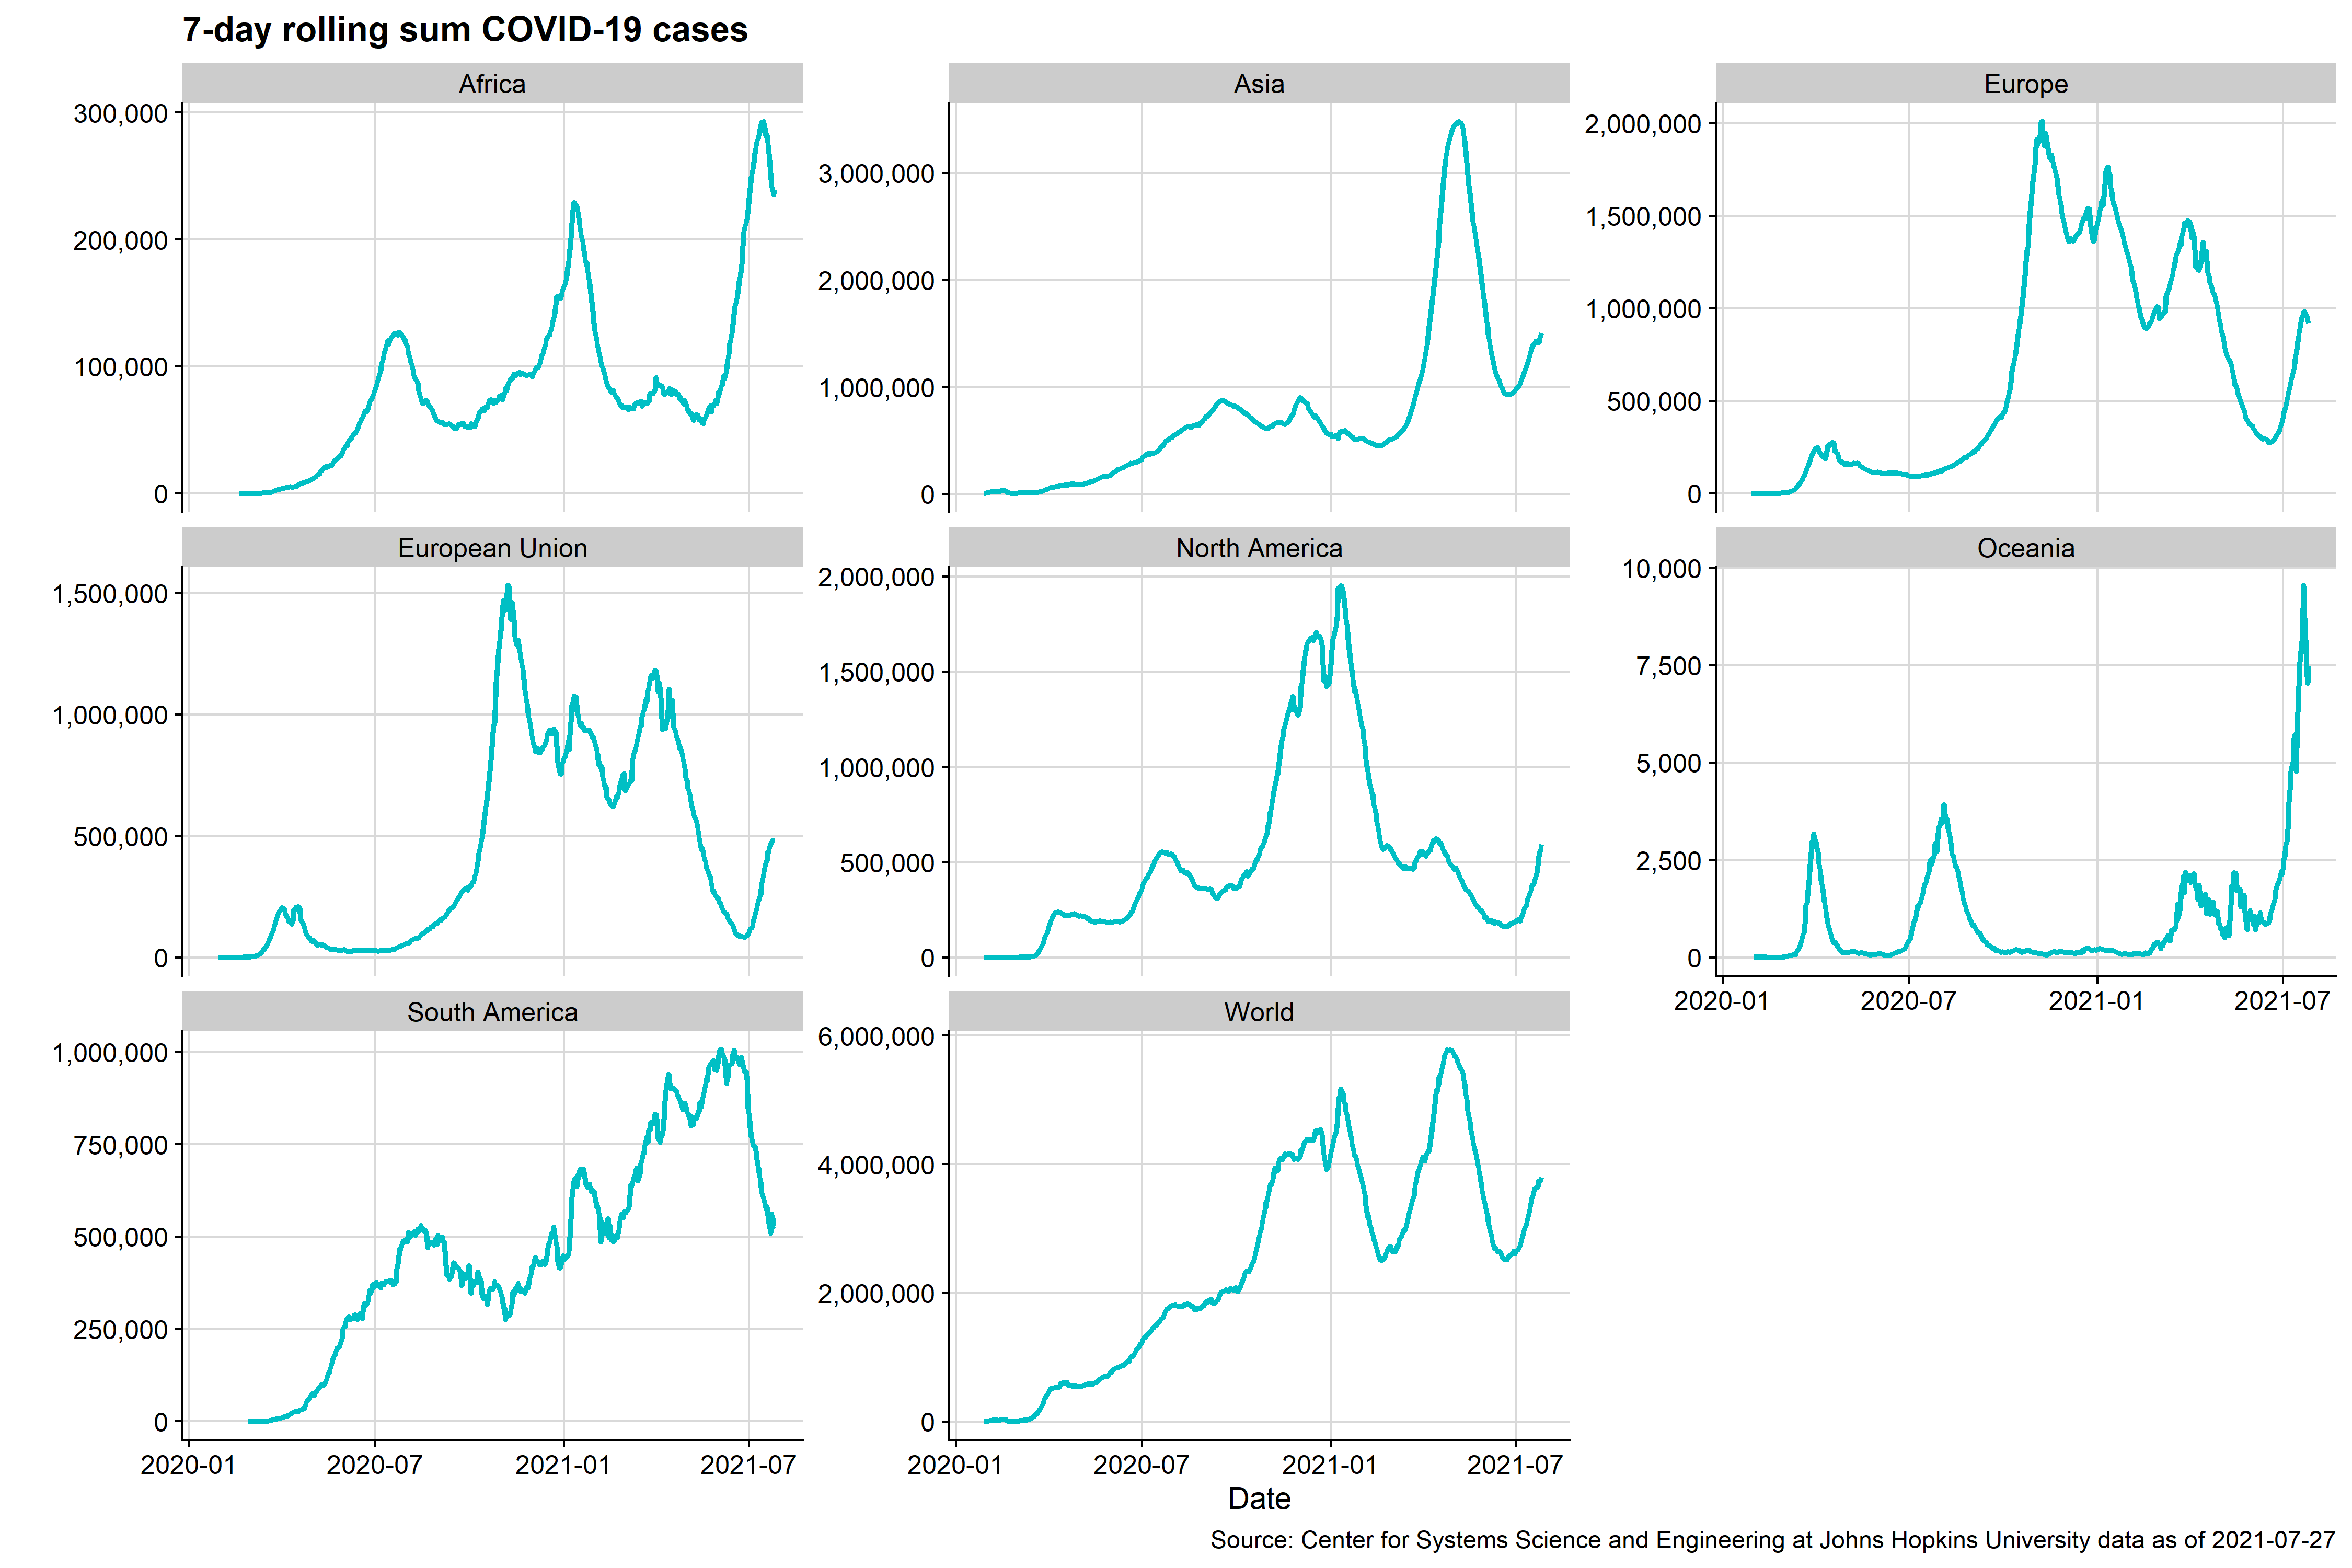 7-day rolling sum COVID-19 cases
Africa
300,000
200,000
100,000
0
Asia
3,000,000
2,000,000
1,000,000
0
Europe
2,000,000
1,500,000
1,000,000
500,000
0
European Union
1,500,000
1,000,000
500,000
0
North America
2,000,000
1,500,000
1,000,000
500,000
0
Oceania
10,000
7,500
5,000
2,500
0
2020-01 2020-07 2021-01 2021-07
South America
1,000,000
750,000
500,000
250,000
0
2020-01 2020-07 2021-01 2021-07
World
6,000,000
4,000,000
2,000,000
0
2020-01 2020-07 2021-01 2021-07
Date
Source: Center for Systems Science and Engineering at Johns Hopkins University data as of 2021-07-27